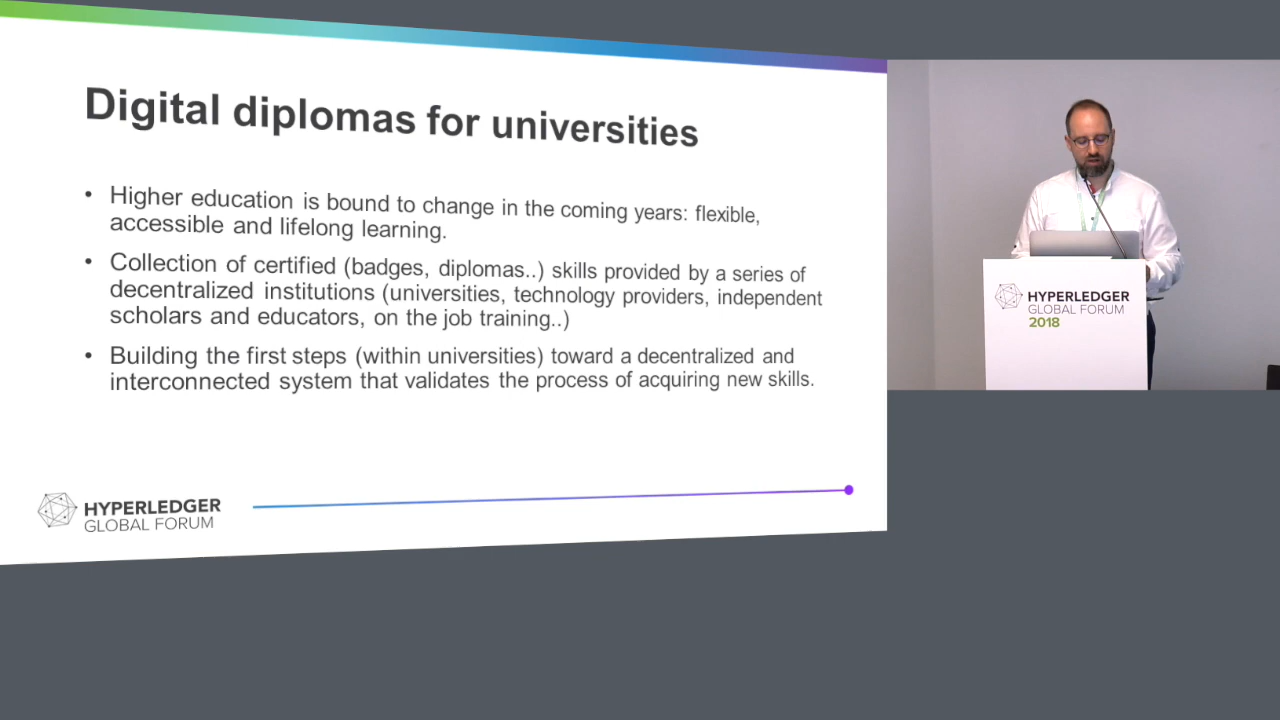 Digital diplomas for universities
• Higher education is bound to change in the coming years: flexible,
accessible and lifelong learning.
• Collection of certified (badges, diplomas..) skills provided by a series of
decentralized institutions (universities, technology providers, independent
scholars and educators, on the job training..)
• Building the first steps (within universities) toward a decentralized and
interconnected system that validates the process of acquiring new skills.
HYPERLEDGER
GLOBAL FORUM
HYPERLEDGER
GLOBAL FORUM
2018